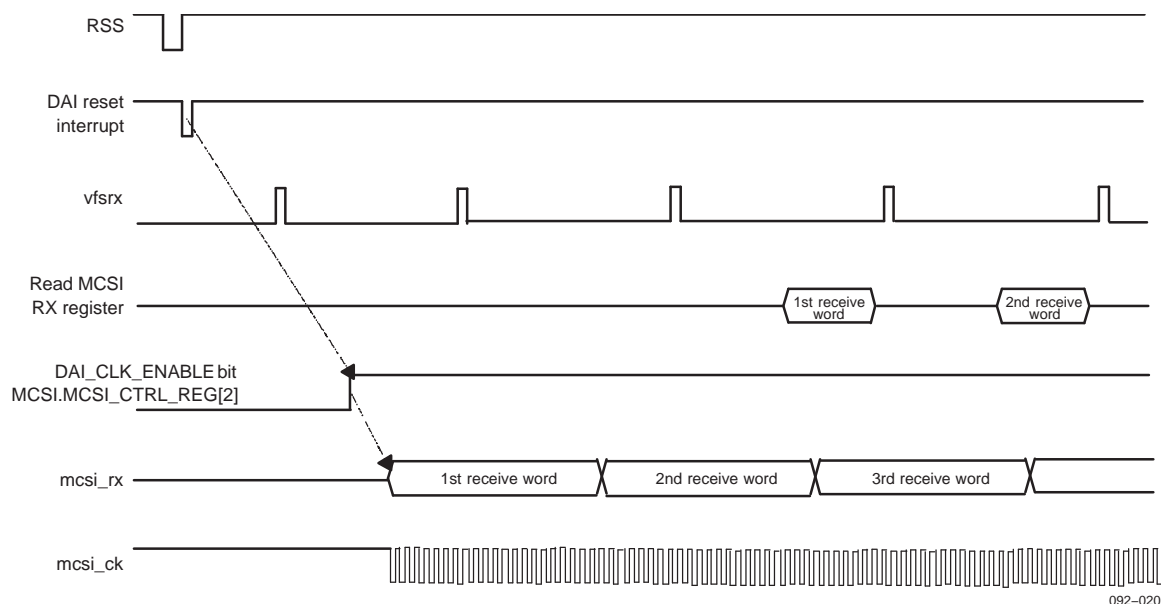 RSS
DAI reset
interrupt
vfsrx
Read MCSI
RX register
1st receive
word
2nd receive
word
DAI_CLK_ENABLE bit
MCSI.MCSI_CTRL_REG[2]
mcsi_rx
1st receive word
2nd receive word
3rd receive word
mcsi_ck
092–020